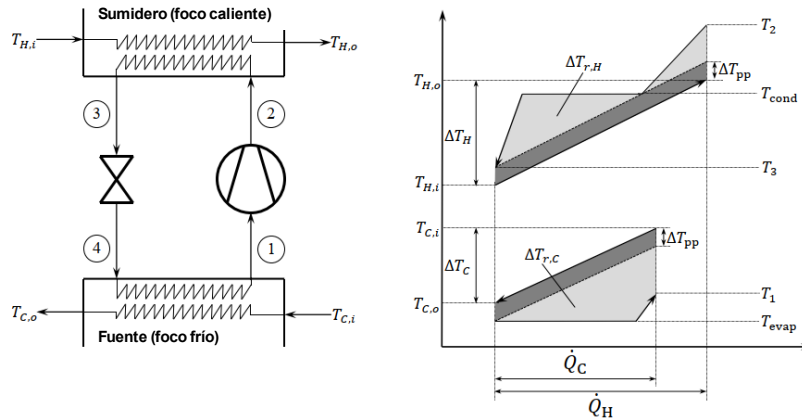 Sumidero (foco caliente)
T_{H,i}
T_{H,o}
3
2
4
1
T_{C,o}
T_{C,i}
Fuente (foco frío)
T_2
ΔT_{r,H}
ΔT_{pp}
T_{H,o}
T_{cond}
ΔT_H
T_3
T_{H,i}
T_{C,i}
ΔT_{pp}
ΔT_C
ΔT_{r,C}
T_1
T_{C,o}
T_{evap}
Q̇_C
Q̇_H